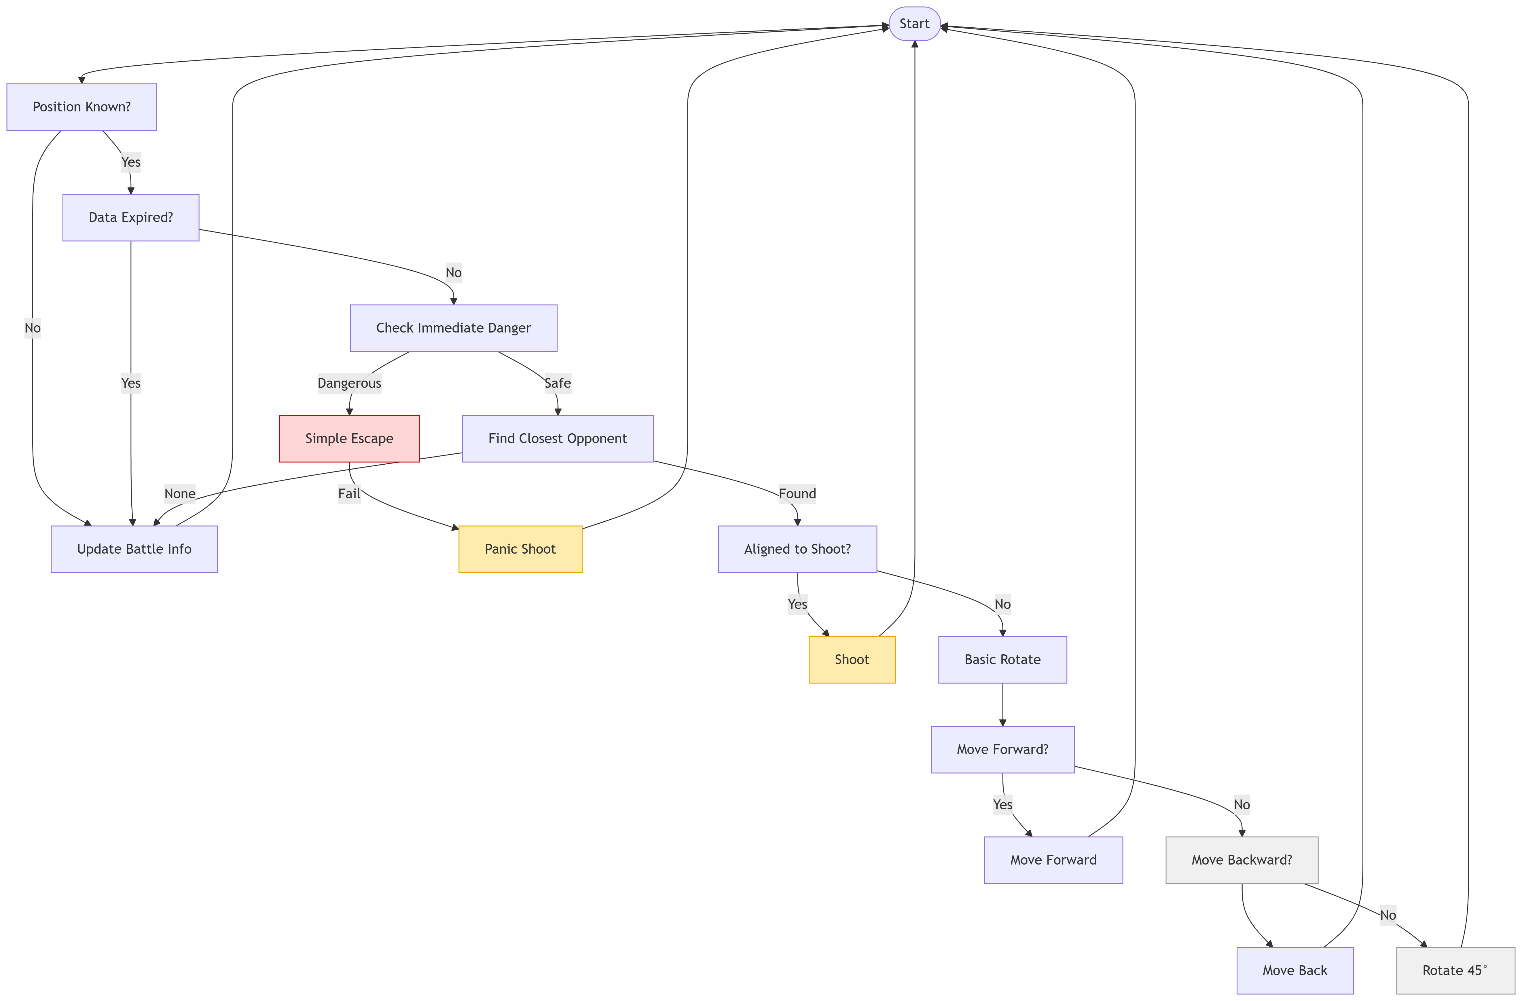 Start
Position Known?
Yes
Data Expired?
No
No
Check Immediate Danger
Yes
Dangerous
Safe
Simple Escape
Find Closest Opponent
None
Fail
Found
Update Battle Info
Panic Shoot
Aligned to Shoot?
Yes
No
Shoot
Basic Rotate
Move Forward?
Yes
No
Move Forward
Move Backward?
No
Move Back
Rotate 45°